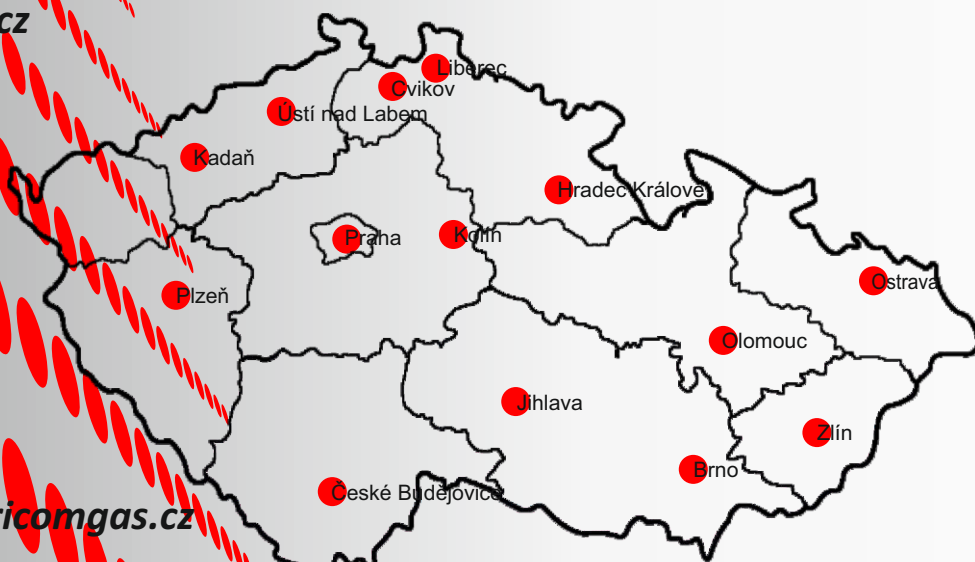 cz
Liberec
Cvikov
Ústí nad Labem
Kadaň
Hradec Králové
Praha
Kolín
Ostrava
Plzeň
Olomouc
Jihlava
Zlín
Brno
České Budějovice
ricomgas.cz